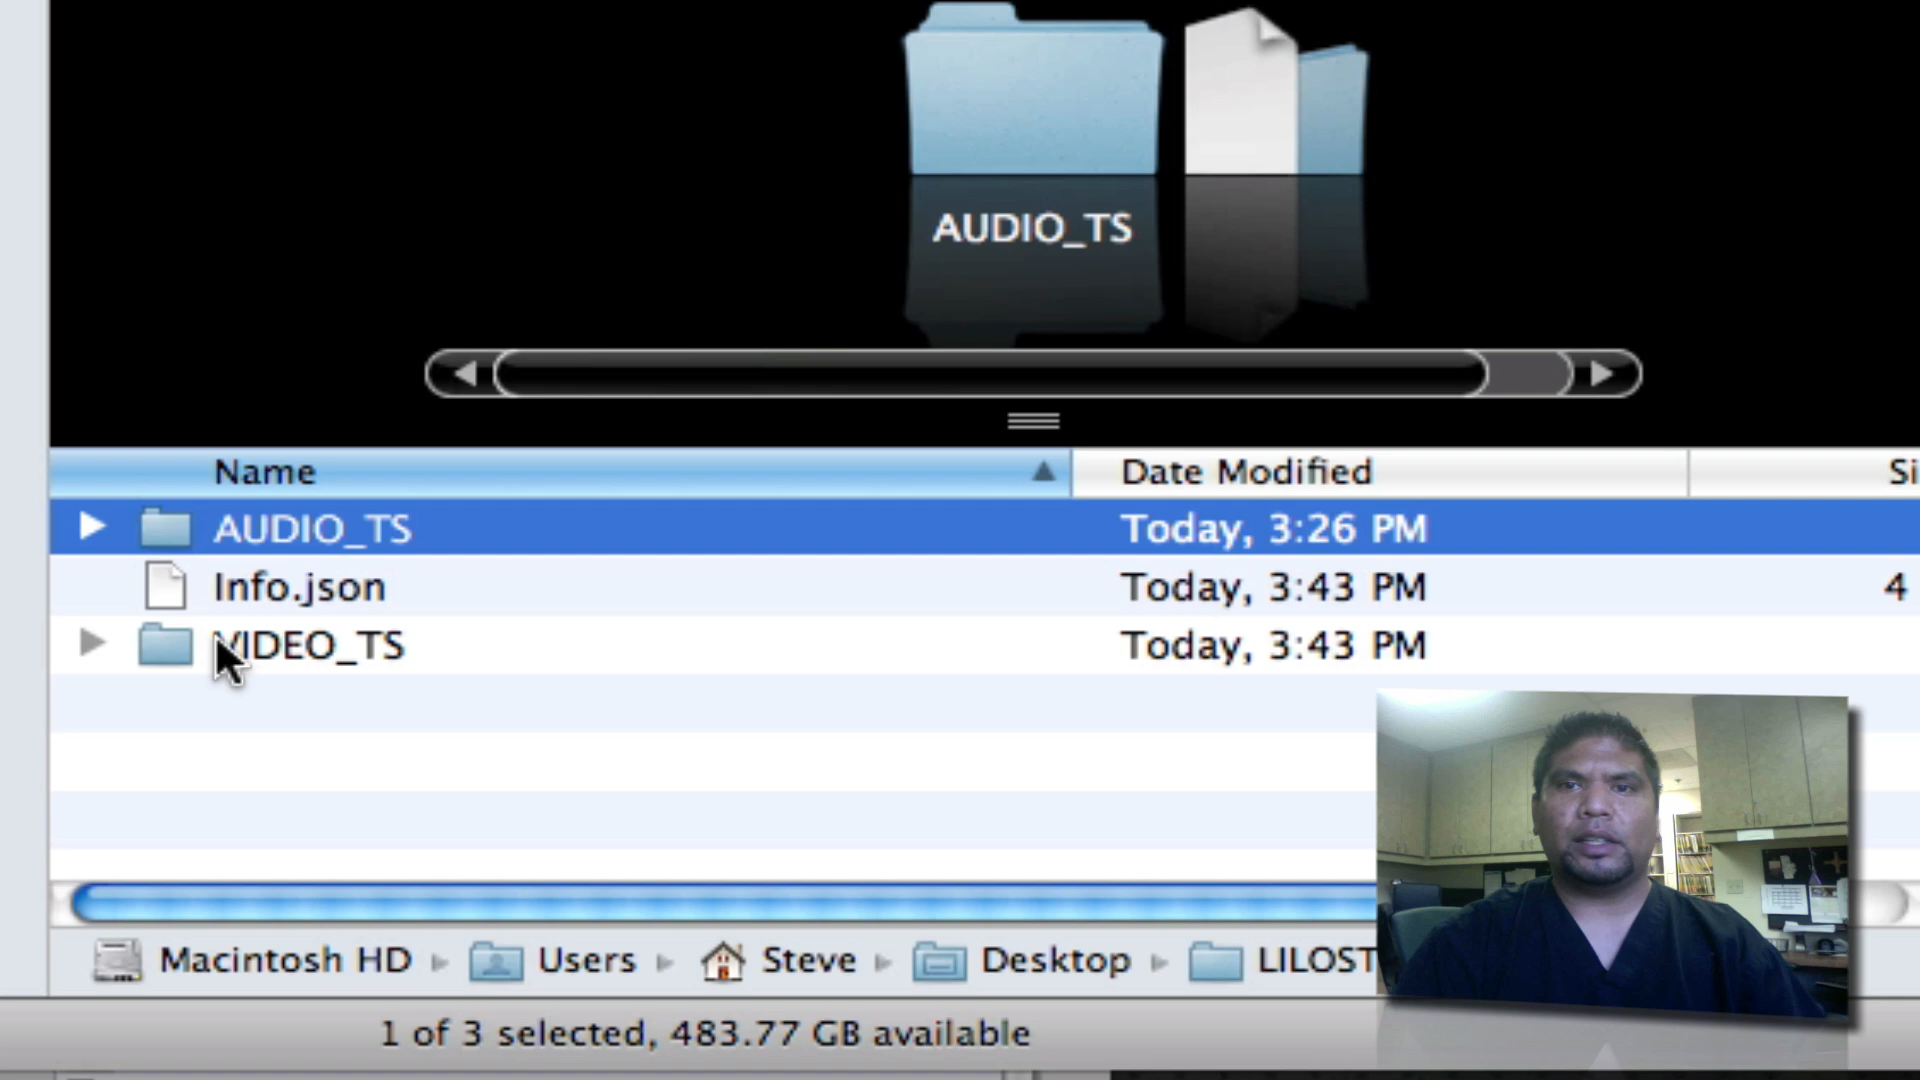 AUDIO_TS
Name Date Modified Si
AUDIO_TS Today, 3:26 PM
Info.json Today, 3:43 PM 4
VIDEO_TS Today, 3:43 PM
Macintosh HD Users Steve Desktop LILOST
1 of 3 selected, 483.77 GB available